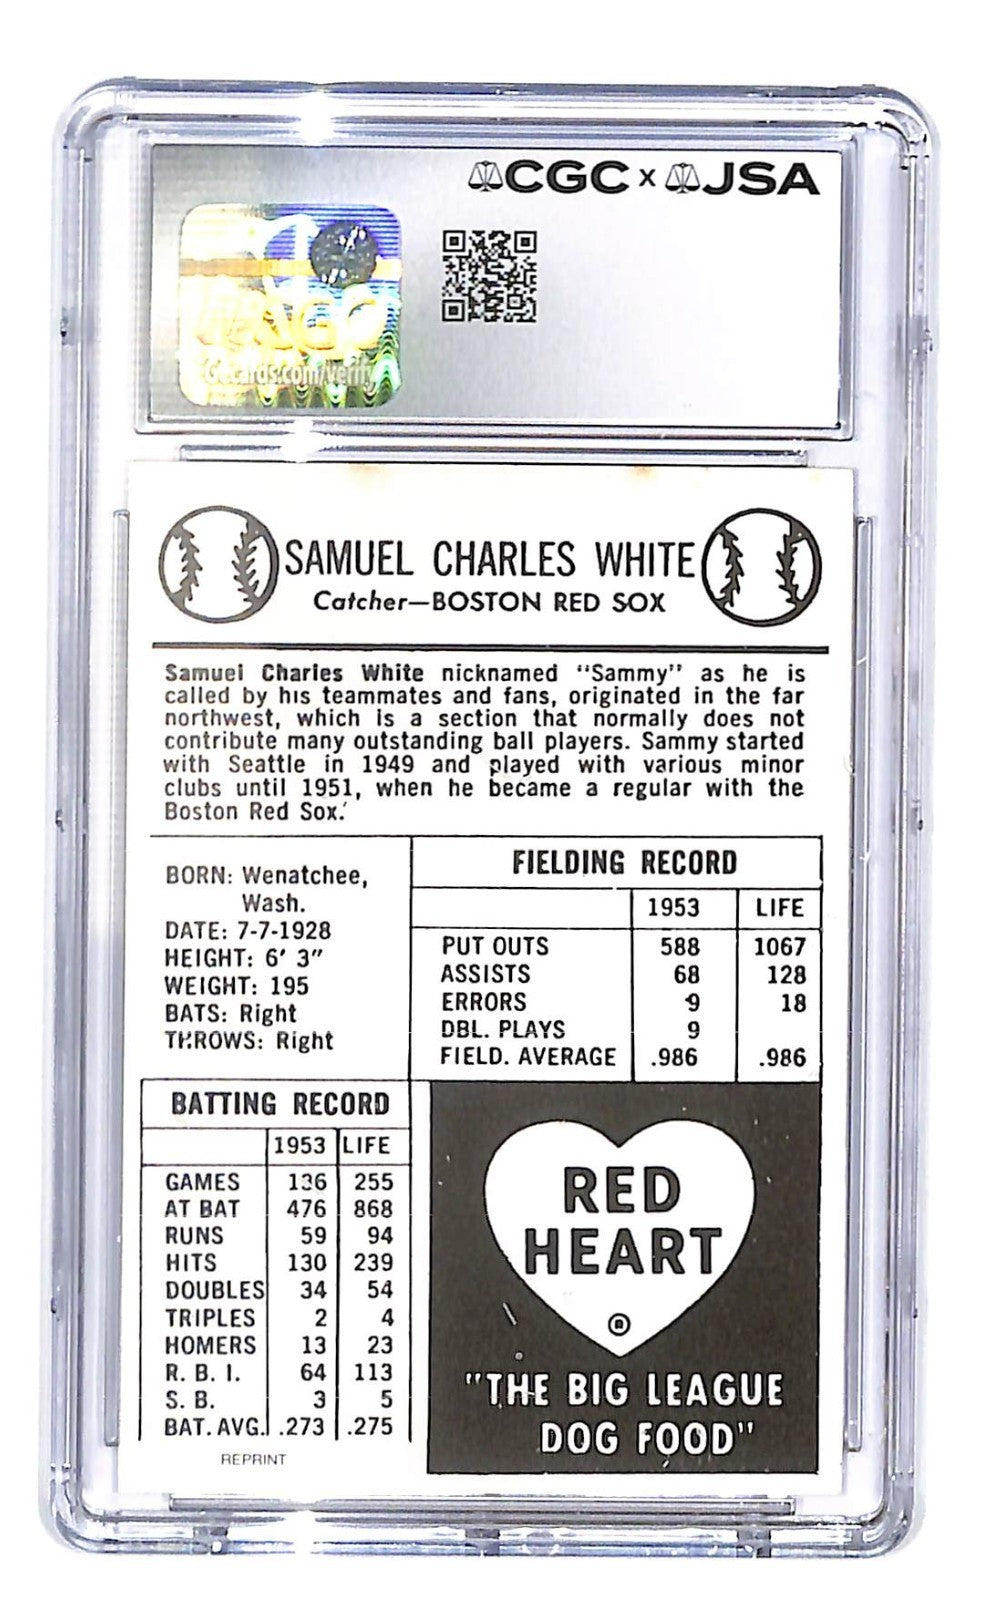 CGC x JSA
CGCcards.com/verify
SAMUEL CHARLES WHITE
Catcher—BOSTON RED SOX
Samuel Charles White nicknamed "Sammy" as he is
called by his teammates and fans, originated in the far
northwest, which is a section that normally does not
contribute many outstanding ball players. Sammy started
with Seattle in 1949 and played with various minor
clubs until 1951, when he became a regular with the
Boston Red Sox.
BORN: Wenatchee,
Wash.
DATE: 7-7-1928
HEIGHT: 6' 3"
WEIGHT: 195
BATS: Right
THROWS: Right
FIELDING RECORD
1953 LIFE
PUT OUTS 588 1067
ASSISTS 68 128
ERRORS 9 18
DBL. PLAYS 9
FIELD. AVERAGE .986 .986
BATTING RECORD
1953 LIFE
GAMES 136 255
AT BAT 476 868
RUNS 59 94
HITS 130 239
DOUBLES 34 54
TRIPLES 2 4
HOMERS 13 23
R. B. I. 64 113
S. B. 3 5
BAT. AVG. .273 .275
REPRINT
RED
HEART
®
"THE BIG LEAGUE
DOG FOOD"